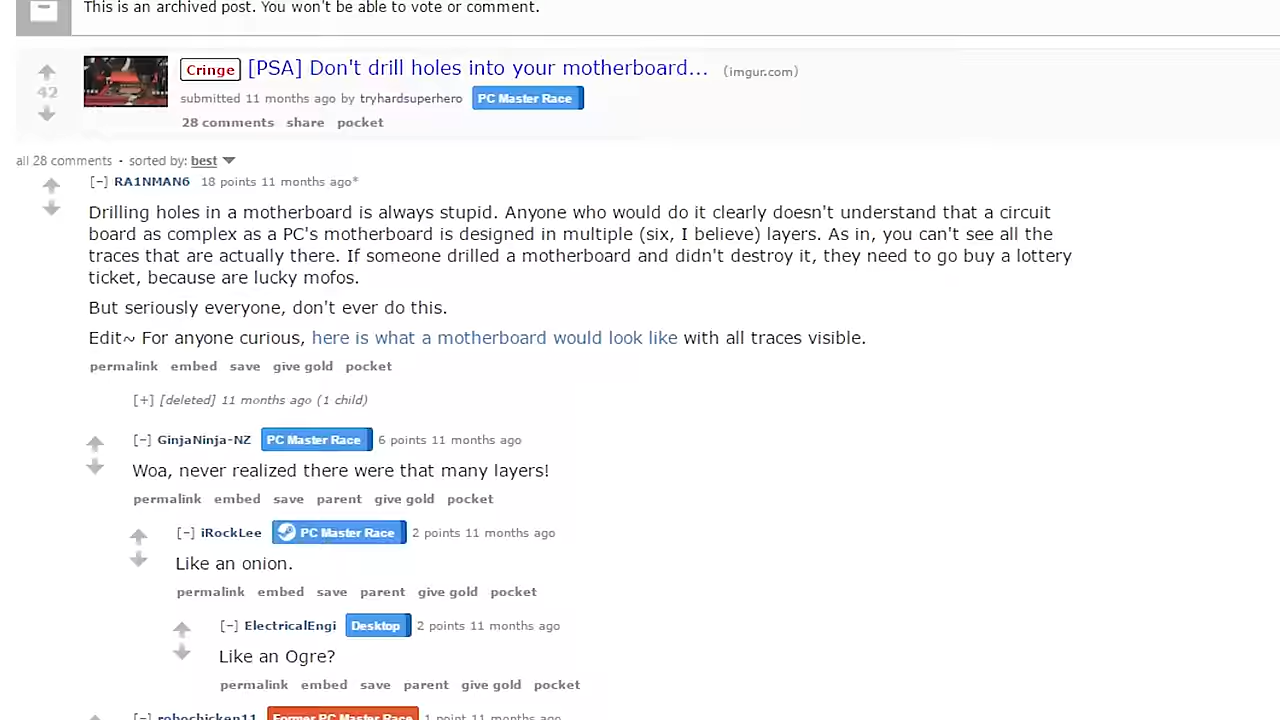 This is an archived post. You won't be able to vote or comment.
Cringe [PSA] Don't drill holes into your motherboard... (imgur.com)
42
submitted 11 months ago by tryhardsuperhero PC Master Race
28 comments share pocket
all 28 comments · sorted by: best
[–] RA1NMAN6 18 points 11 months ago*
Drilling holes in a motherboard is always stupid. Anyone who would do it clearly doesn't understand that a circuit
board as complex as a PC's motherboard is designed in multiple (six, I believe) layers. As in, you can't see all the
traces that are actually there. If someone drilled a motherboard and didn't destroy it, they need to go buy a lottery
ticket, because are lucky mofos.
But seriously everyone, don't ever do this.
Edit~ For anyone curious, here is what a motherboard would look like with all traces visible.
permalink embed save give gold pocket
[+] [deleted] 11 months ago (1 child)
[–] GinjaNinja-NZ PC Master Race 6 points 11 months ago
Woa, never realized there were that many layers!
permalink embed save parent give gold pocket
[–] iRockLee PC Master Race 2 points 11 months ago
Like an onion.
permalink embed save parent give gold pocket
[–] ElectricalEngi Desktop 2 points 11 months ago
Like an Ogre?
permalink embed save parent give gold pocket
[–] robochicken11 Former PC Master Race 1 point 11 months ago